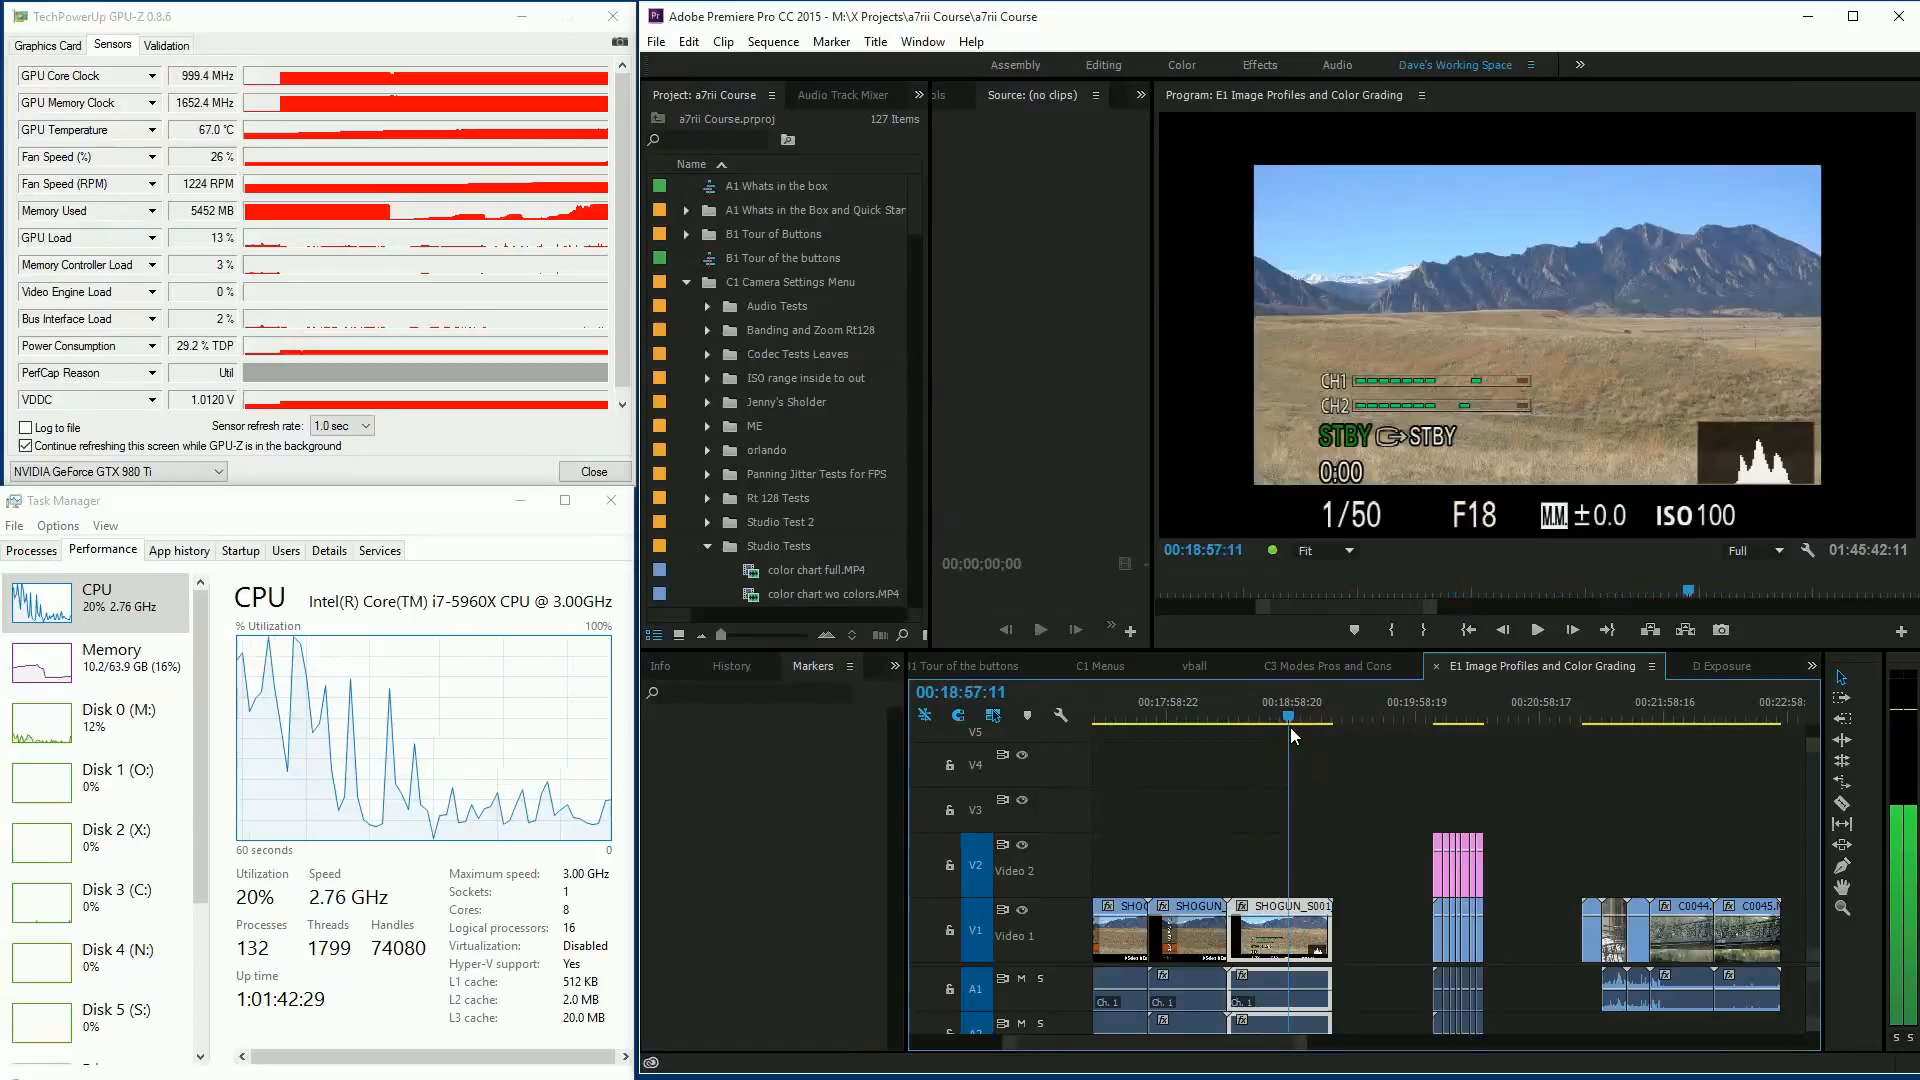 TechPowerUp GPU-Z 0.8.6
Graphics Card Sensors Validation
GPU Core Clock 999.4 MHz
GPU Memory Clock 1652.4 MHz
GPU Temperature 67.0 °C
Fan Speed (%) 26 %
Fan Speed (RPM) 1224 RPM
Memory Used 5452 MB
GPU Load 13 %
Memory Controller Load 3 %
Video Engine Load 0 %
Bus Interface Load 2 %
Power Consumption 29.2 % TDP
PerfCap Reason Util
VDDC 1.0120 V
Log to file Sensor refresh rate: 1.0 sec
Continue refreshing this screen while GPU-Z is in the background
NVIDIA GeForce GTX 980 Ti Close
Task Manager
File Options View
Processes Performance App history Startup Users Details Services
CPU
20% 2.76 GHz
Memory
10.2/63.9 GB (16%)
Disk 0 (M:)
12%
Disk 1 (O:)
0%
Disk 2 (X:)
0%
Disk 3 (C:)
0%
Disk 4 (N:)
0%
Disk 5 (S:)
0%
CPU Intel(R) Core(TM) i7-5960X CPU @ 3.00GHz
% Utilization 100%
60 seconds 0
Utilization Speed
20% 2.76 GHz
Processes Threads Handles
132 1799 74080
Up time
1:01:42:29
Maximum speed: 3.00 GHz
Sockets: 1
Cores: 8
Logical processors: 16
Virtualization: Disabled
Hyper-V support: Yes
L1 cache: 512 KB
L2 cache: 2.0 MB
L3 cache: 20.0 MB
Pr Adobe Premiere Pro CC 2015 - M:\X Projects\a7rii Course\a7rii Course
File Edit Clip Sequence Marker Title Window Help
Assembly Editing Color Effects Audio Dave's Working Space
Project: a7rii Course Audio Track Mixer
a7rii Course.prproj 127 Items
Name
A1 Whats in the box
A1 Whats in the Box and Quick Star
B1 Tour of Buttons
B1 Tour of the buttons
C1 Camera Settings Menu
Audio Tests
Banding and Zoom Rt128
Codec Tests Leaves
ISO range inside to out
Jenny's Sholder
ME
orlando
Panning Jitter Tests for FPS
Rt 128 Tests
Studio Test 2
Studio Tests
color chart full.MP4
color chart wo colors.MP4
ols Source: (no clips)
00;00;00;00
Program: E1 Image Profiles and Color Grading
CH1
CH2
STBY STBY
0:00
1/50 F18 M.M. ±0.0 ISO 100
00:18:57:11 Fit Full 01:45:42:11
Info History Markers
1 Tour of the buttons C1 Menus vball C3 Modes Pros and Cons × E1 Image Profiles and Color Grading D Exposure
00:18:57:11
00:17:58:22 00:18:58:20 00:19:58:19 00:20:58:17 00:21:58:16 00:22:58:
V5
V4
V3
V2 Video 2
V1 Video 1
fx SHOG fx SHOGUN_ fx SHOGUN_S001 fx C0044. fx C0045.M
A1 M S
Ch. 1 Ch. 1 Ch. 1
M S
S S